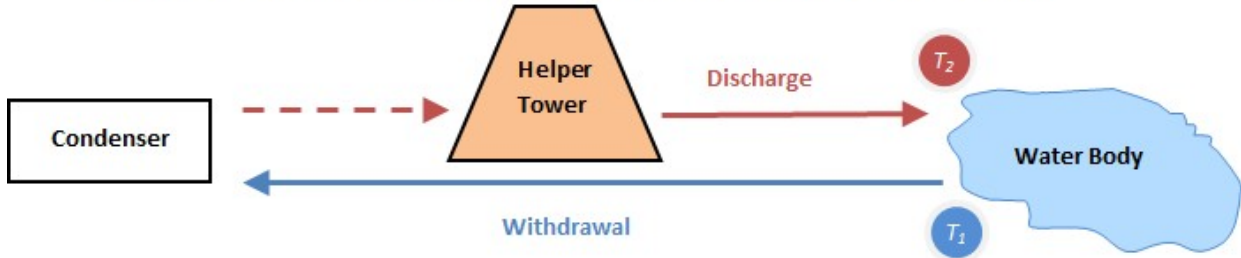 Condenser
Helper
Tower
Discharge
T2
Water Body
Withdrawal
T1